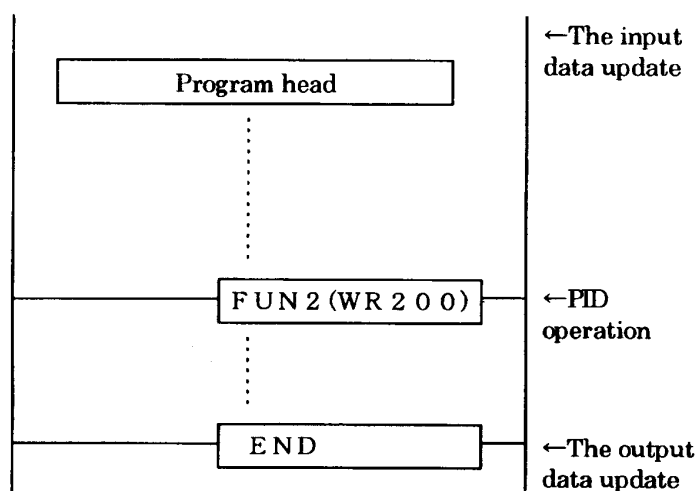 ←The input
data update
Program head
FUN2(WR200)
←PID
operation
END
←The output
data update